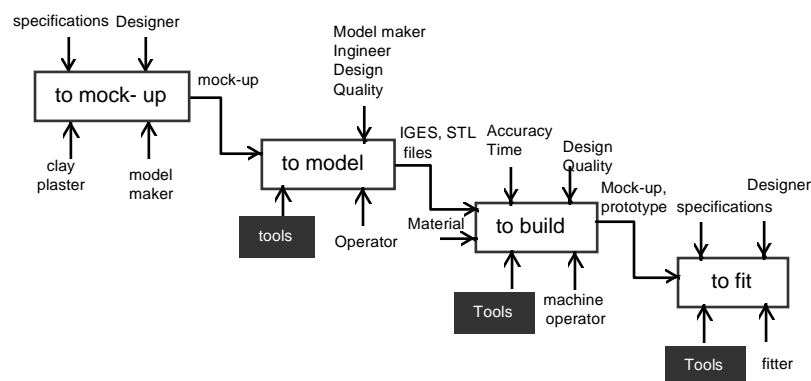 specifications
Designer
to mock- up
mock-up
clay
plaster
model
maker
Model maker
Ingineer
Design
Quality
to model
IGES, STL
files
tools
Operator
Accuracy
Time
Design
Quality
Material
to build
Mock-up,
prototype
Tools
machine
operator
specifications
Designer
to fit
Tools
fitter